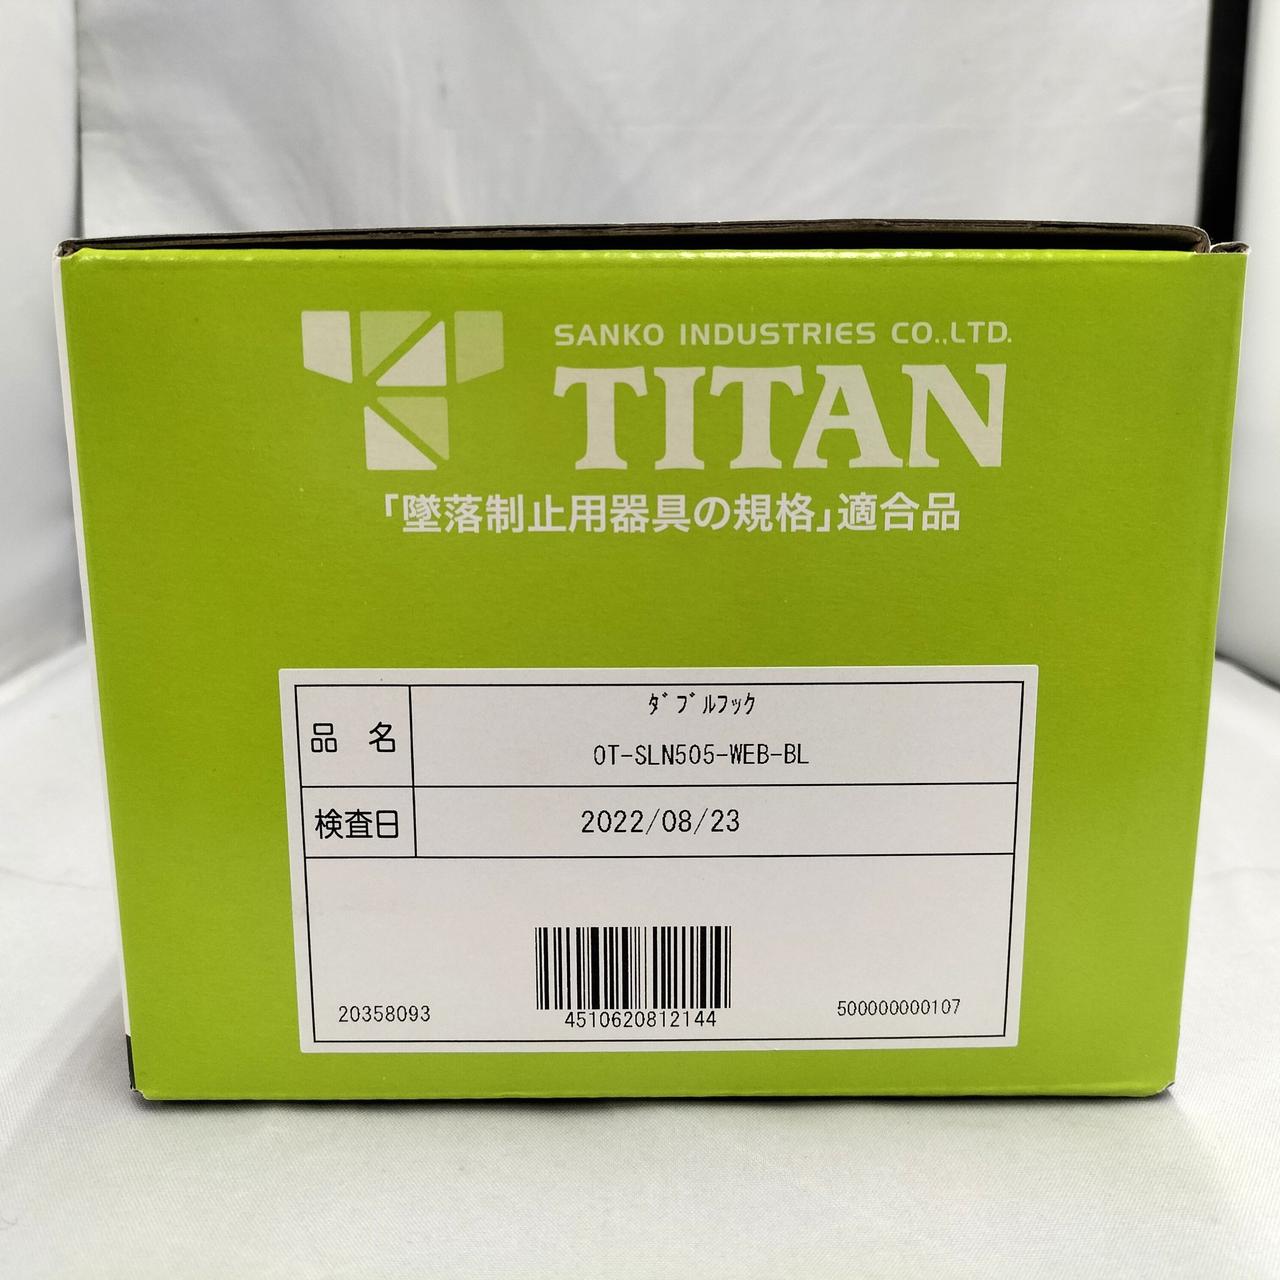 SANKO INDUSTRIES CO.,LTD.
TITAN
「墜落制止用器具の規格」適合品
品 名
ﾀﾞﾌﾞﾙﾌｯｸ
OT-SLN505-WEB-BL
検査日
2022/08/23
4510620812144
20358093
500000000107